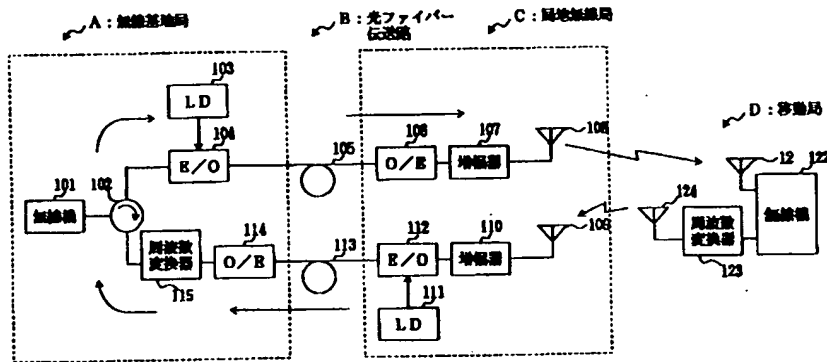 A：無線基地局
B：光ファイバー
伝送路
C：局地無線局
D：移動局
103
LD
104
E/O
105
106
O/E
107
増幅器
108
101
無線機
102
12
122
無線機
124
周波数
変換器
123
周波数
変換器
115
114
O/E
113
112
E/O
110
増幅器
109
111
LD